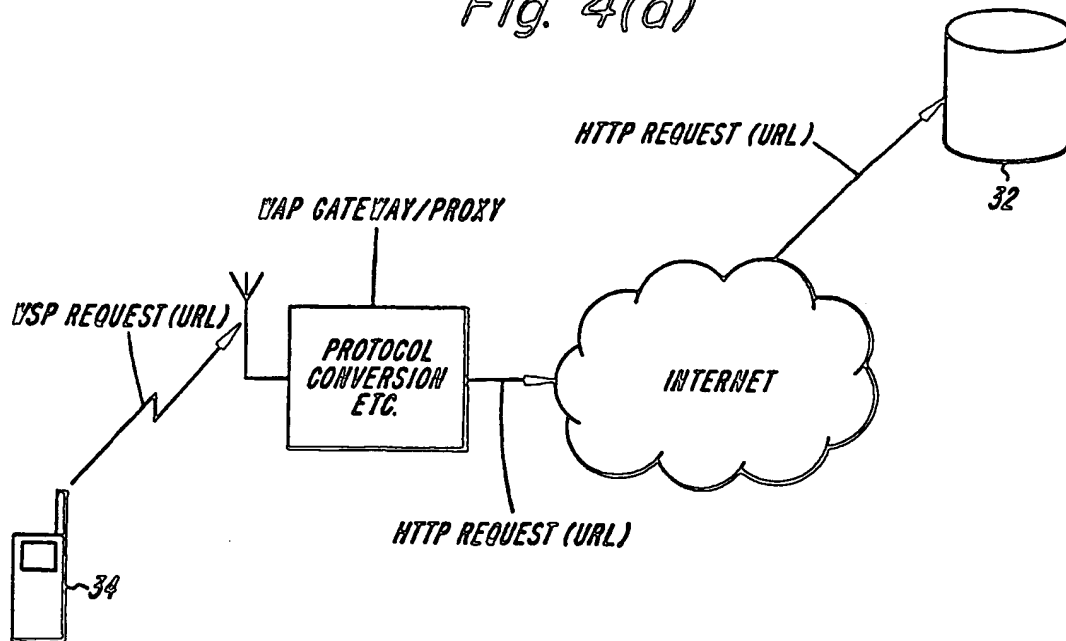 Fig. 4(a)
HTTP REQUEST (URL)
32
WAP GATEWAY/PROXY
WSP REQUEST (URL)
PROTOCOL
CONVERSION
ETC.
INTERNET
HTTP REQUEST (URL)
34